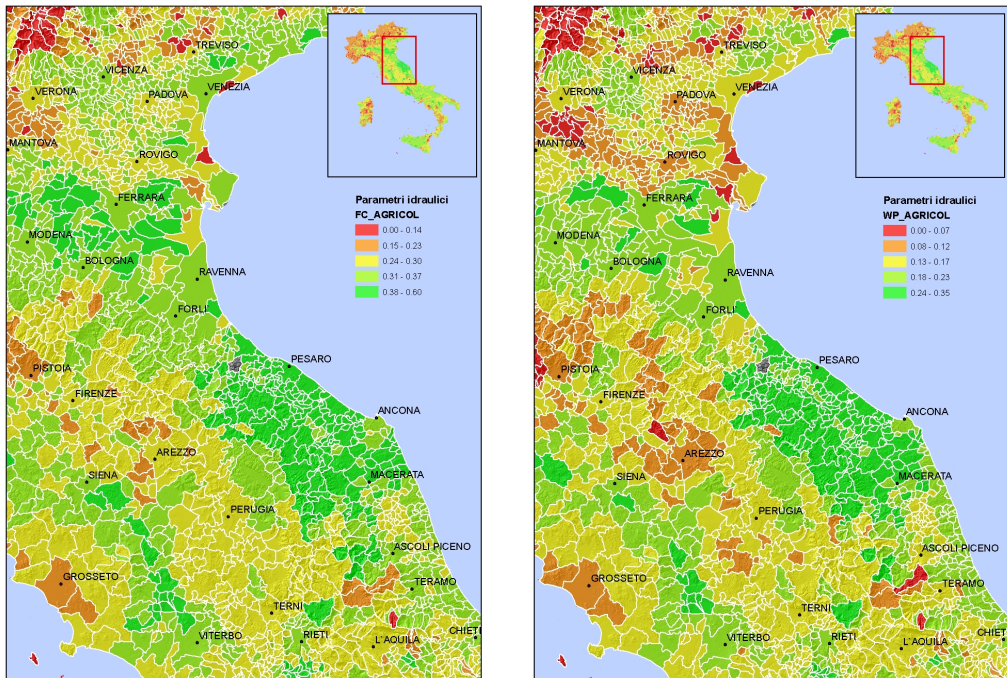 TREVISO
VICENZA
VERONA
PADOVA
VENEZIA
MANTOVA
ROVIGO
FERRARA
MODENA
BOLOGNA
RAVENNA
FORLI
PESARO
PISTOIA
FIRENZE
ANCONA
AREZZO
SIENA
MACERATA
PERUGIA
ASCOLI PICENO
GROSSETO
TERAMO
TERNI
VITERBO
RIETI
L'AQUILA
CHIETI
Parametri idraulici
FC_AGRICOL
0.00 - 0.14
0.15 - 0.23
0.24 - 0.30
0.31 - 0.37
0.38 - 0.60
TREVISO
VICENZA
VERONA
PADOVA
VENEZIA
MANTOVA
ROVIGO
FERRARA
MODENA
BOLOGNA
RAVENNA
FORLI
PESARO
PISTOIA
FIRENZE
ANCONA
AREZZO
SIENA
MACERATA
PERUGIA
ASCOLI PICENO
GROSSETO
TERAMO
TERNI
VITERBO
RIETI
L'AQUILA
CHIET
Parametri idraulici
WP_AGRICOL
0.00 - 0.07
0.08 - 0.12
0.13 - 0.17
0.18 - 0.23
0.24 - 0.35